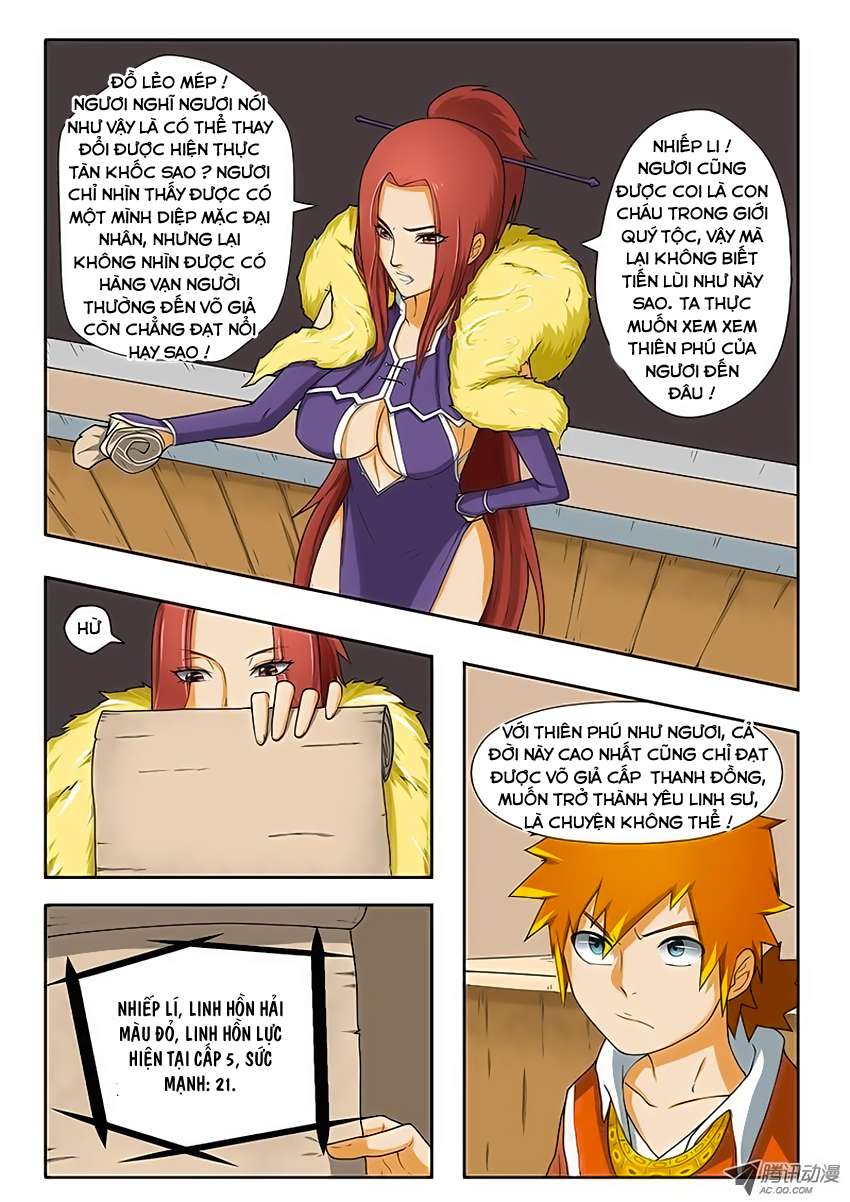 ĐỒ LẺO MÉP !
NGƯƠI NGHĨ NGƯƠI NÓI
NHƯ VẬY LÀ CÓ THỂ THAY
ĐỔI ĐƯỢC HIỆN THỰC
TÀN KHỐC SAO ? NGƯƠI
CHỈ NHÌN THẤY ĐƯỢC CÓ
MỘT MÌNH DIỆP MẶC ĐẠI
NHÂN, NHƯNG LẠI
KHÔNG NHÌN ĐƯỢC CÓ
HÀNG VẠN NGƯỜI
THƯỜNG ĐẾN VÕ GIẢ
CÒN CHẲNG ĐẠT NỔI
HAY SAO !
NHIẾP LI !
NGƯƠI CŨNG
ĐƯỢC COI LÀ CON
CHÁU TRONG GIỚI
QUÝ TỘC, VẬY MÀ
LẠI KHÔNG BIẾT
TIẾN LÙI NHƯ NÀY
SAO. TA THỰC
MUỐN XEM XEM
THIÊN PHÚ CỦA
NGƯƠI ĐẾN
ĐÂU !
HỪ
VỚI THIÊN PHÚ NHƯ NGƯƠI, CẢ
ĐỜI NÀY CAO NHẤT CŨNG CHỈ ĐẠT
ĐƯỢC VÕ GIẢ CẤP THANH ĐỒNG,
MUỐN TRỞ THÀNH YÊU LINH SƯ,
LÀ CHUYỆN KHÔNG THỂ !
NHIẾP LÍ, LINH HỒN HẢI
MÀU ĐỎ, LINH HỒN LỰC
HIỆN TẠI CẤP 5, SỨC
MẠNH: 21.
腾讯动漫
AC.QQ.COM